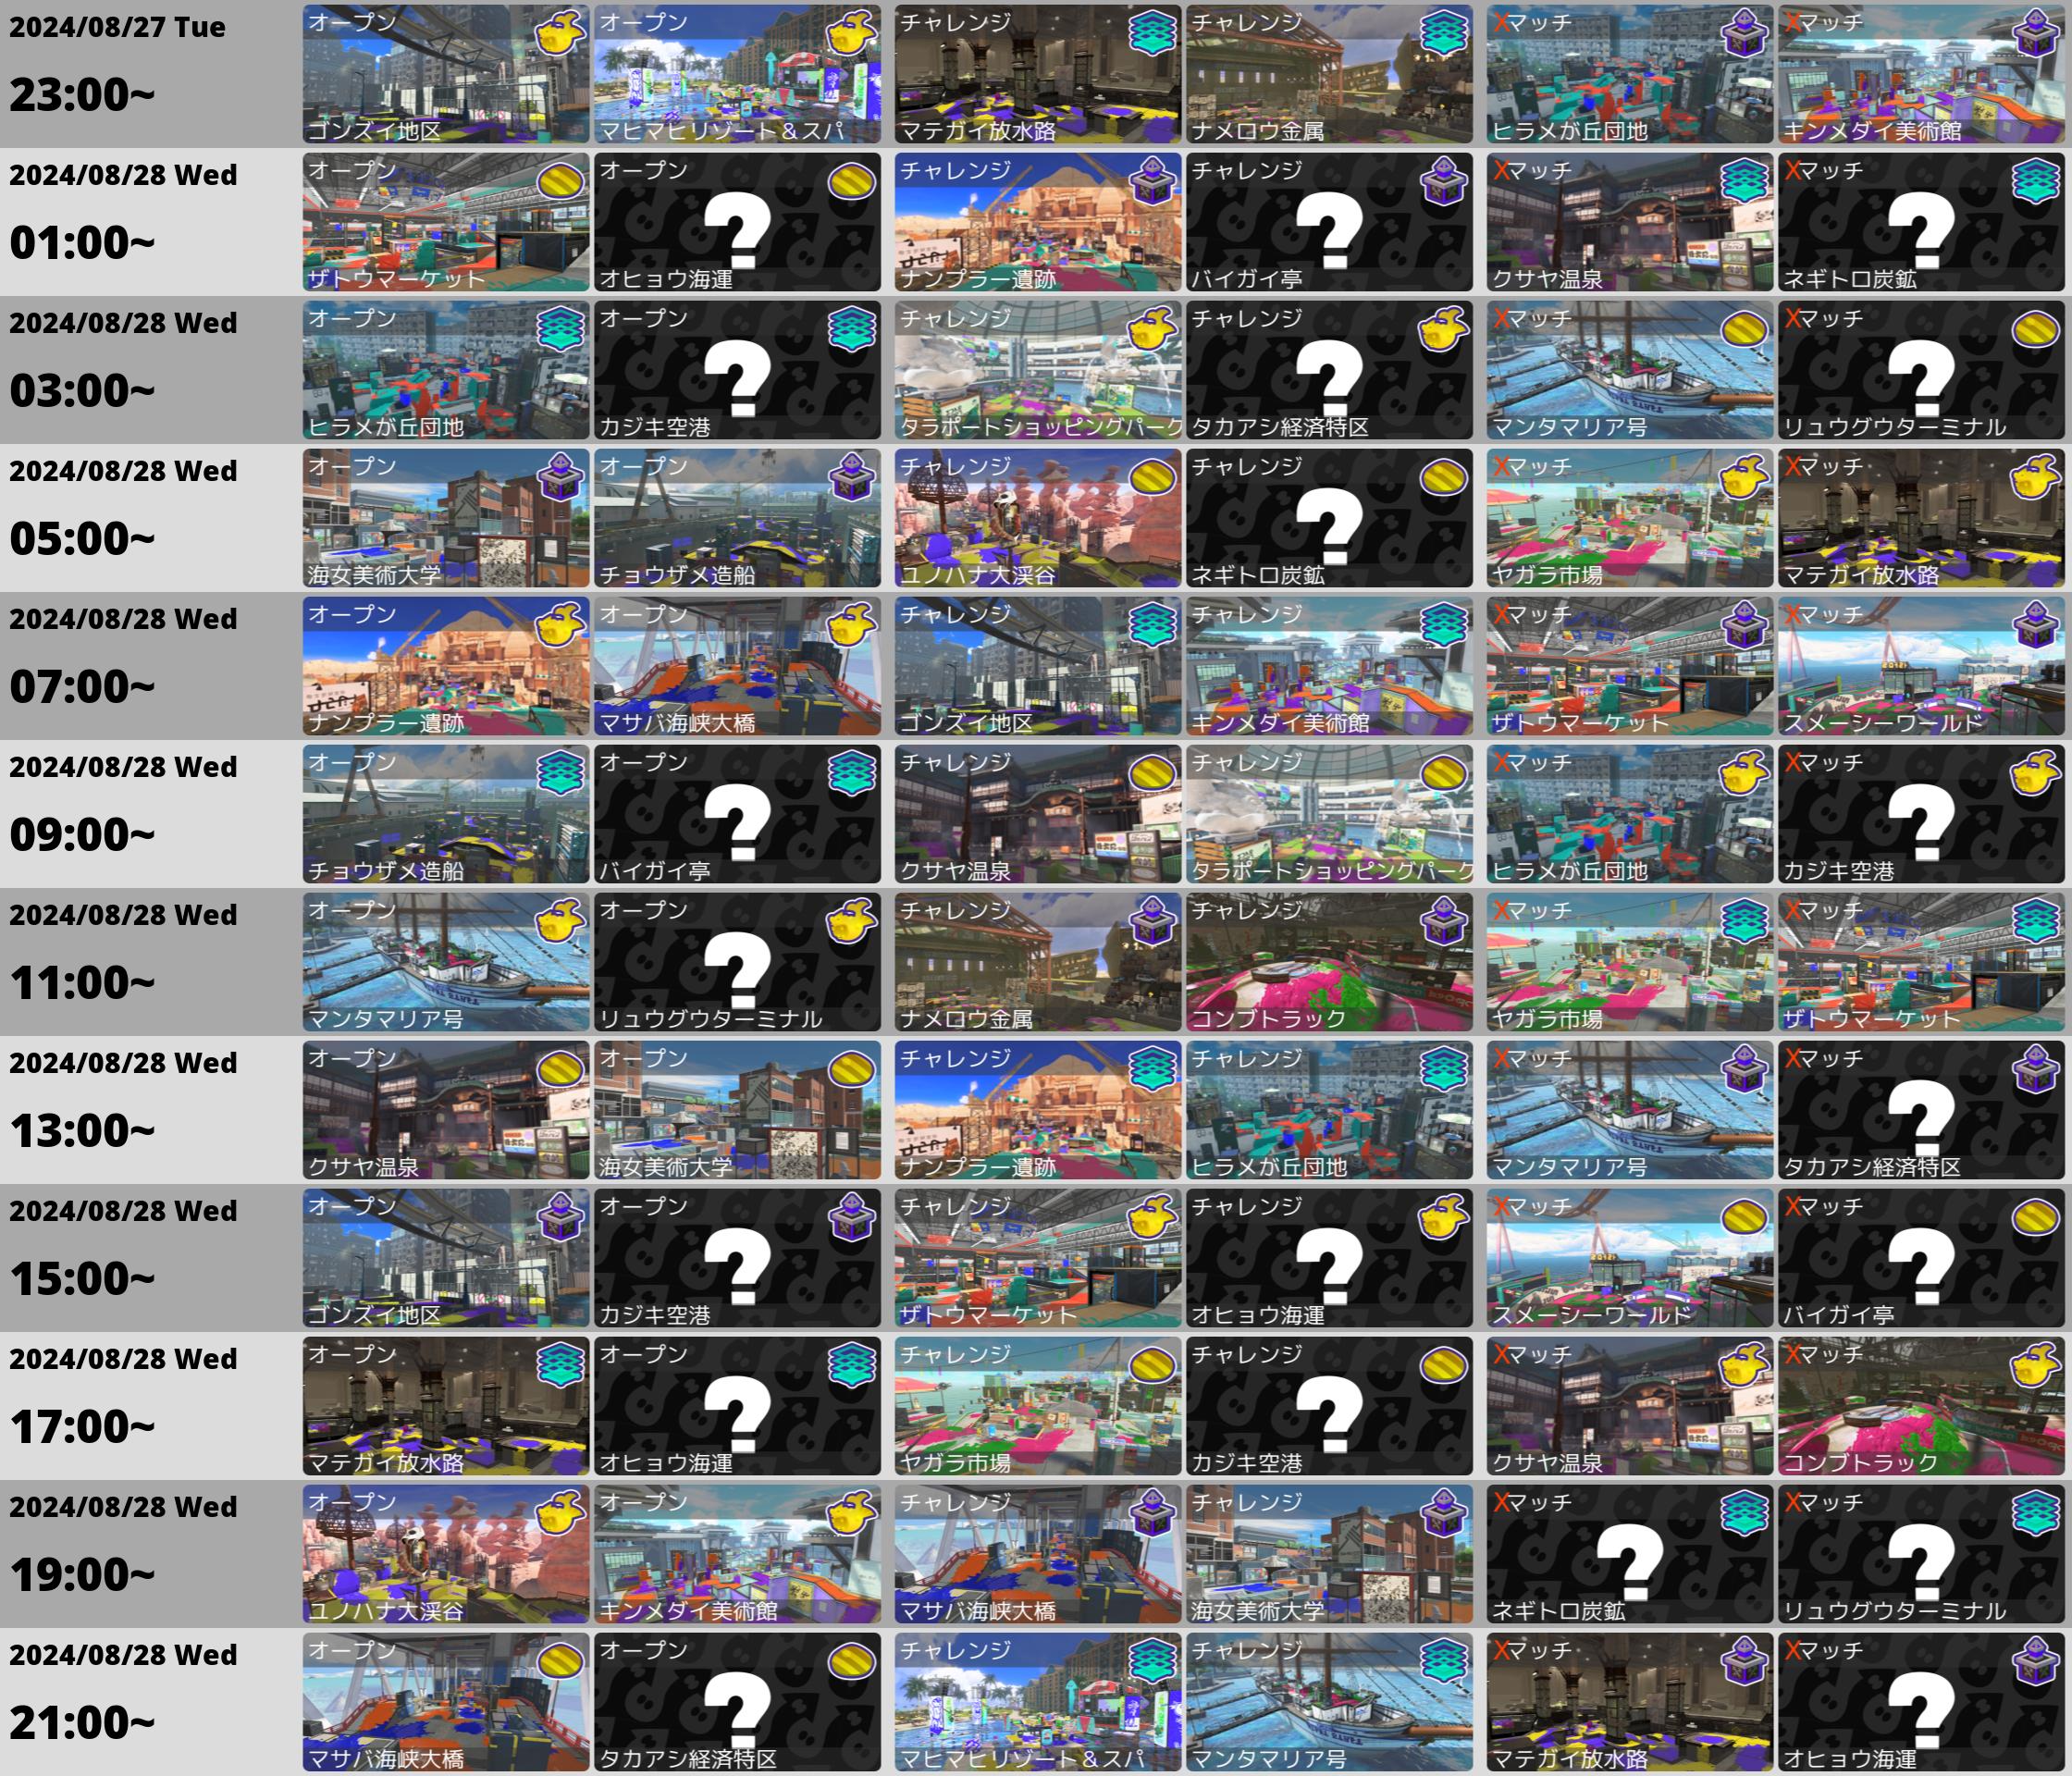 2024/08/27 Tue
23:00~
オープン オープン チャレンジ チャレンジ Xマッチ Xマッチ
ゴンズイ地区 マヒマヒリゾート＆スパ マテガイ放水路 ナメロウ金属 ヒラメが丘団地 キンメダイ美術館
2024/08/28 Wed
01:00~
オープン オープン チャレンジ チャレンジ Xマッチ Xマッチ
ザトウマーケット オヒョウ海運 ナンプラー遺跡 バイガイ亭 クサヤ温泉 ネギトロ炭鉱
2024/08/28 Wed
03:00~
オープン オープン チャレンジ チャレンジ Xマッチ Xマッチ
ヒラメが丘団地 カジキ空港 タラポートショッピングパーク タカアシ経済特区 マンタマリア号 リュウグウターミナル
2024/08/28 Wed
05:00~
オープン オープン チャレンジ チャレンジ Xマッチ Xマッチ
海女美術大学 チョウザメ造船 ユノハナ大渓谷 ネギトロ炭鉱 ヤガラ市場 マテガイ放水路
2024/08/28 Wed
07:00~
オープン オープン チャレンジ チャレンジ Xマッチ Xマッチ
ナンプラー遺跡 マサバ海峡大橋 ゴンズイ地区 キンメダイ美術館 ザトウマーケット スメーシーワールド
2024/08/28 Wed
09:00~
オープン オープン チャレンジ チャレンジ Xマッチ Xマッチ
チョウザメ造船 バイガイ亭 クサヤ温泉 タラポートショッピングパーク ヒラメが丘団地 カジキ空港
2024/08/28 Wed
11:00~
オープン オープン チャレンジ チャレンジ Xマッチ Xマッチ
マンタマリア号 リュウグウターミナル ナメロウ金属 コンブトラック ヤガラ市場 ザトウマーケット
2024/08/28 Wed
13:00~
オープン オープン チャレンジ チャレンジ Xマッチ Xマッチ
クサヤ温泉 海女美術大学 ナンプラー遺跡 ヒラメが丘団地 マンタマリア号 タカアシ経済特区
2024/08/28 Wed
15:00~
オープン オープン チャレンジ チャレンジ Xマッチ Xマッチ
ゴンズイ地区 カジキ空港 ザトウマーケット オヒョウ海運 スメーシーワールド バイガイ亭
2024/08/28 Wed
17:00~
オープン オープン チャレンジ チャレンジ Xマッチ Xマッチ
マテガイ放水路 オヒョウ海運 ヤガラ市場 カジキ空港 クサヤ温泉 コンブトラック
2024/08/28 Wed
19:00~
オープン オープン チャレンジ チャレンジ Xマッチ Xマッチ
ユノハナ大渓谷 キンメダイ美術館 マサバ海峡大橋 海女美術大学 ネギトロ炭鉱 リュウグウターミナル
2024/08/28 Wed
21:00~
オープン オープン チャレンジ チャレンジ Xマッチ Xマッチ
マサバ海峡大橋 タカアシ経済特区 マヒマヒリゾート＆スパ マンタマリア号 マテガイ放水路 オヒョウ海運